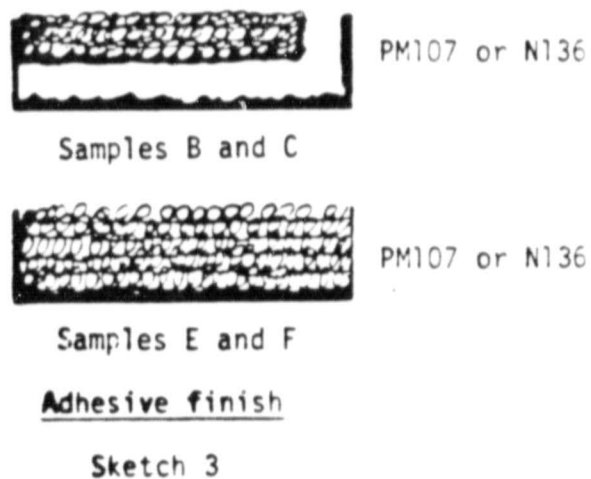 PM107 or N136
Samples B and C
PM107 or N136
Samples E and F
Adhesive finish
Sketch 3